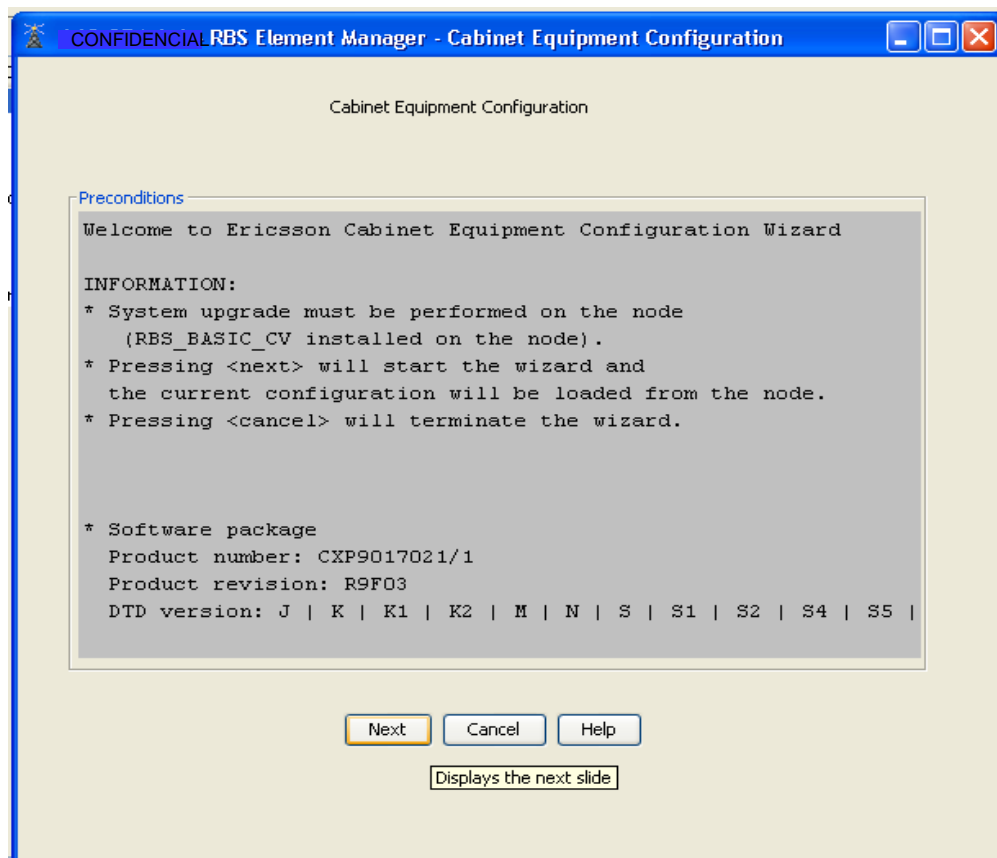 CONFIDENCIAL RBS Element Manager - Cabinet Equipment Configuration
Cabinet Equipment Configuration
Preconditions
Welcome to Ericsson Cabinet Equipment Configuration Wizard
INFORMATION:
* System upgrade must be performed on the node
(RBS_BASIC_CV installed on the node).
* Pressing <next> will start the wizard and
the current configuration will be loaded from the node.
* Pressing <cancel> will terminate the wizard.
* Software package
Product number: CXP9017021/1
Product revision: R9F03
DTD version: J | K | K1 | K2 | M | N | S | S1 | S2 | S4 | S5 |
Next Cancel Help
Displays the next slide